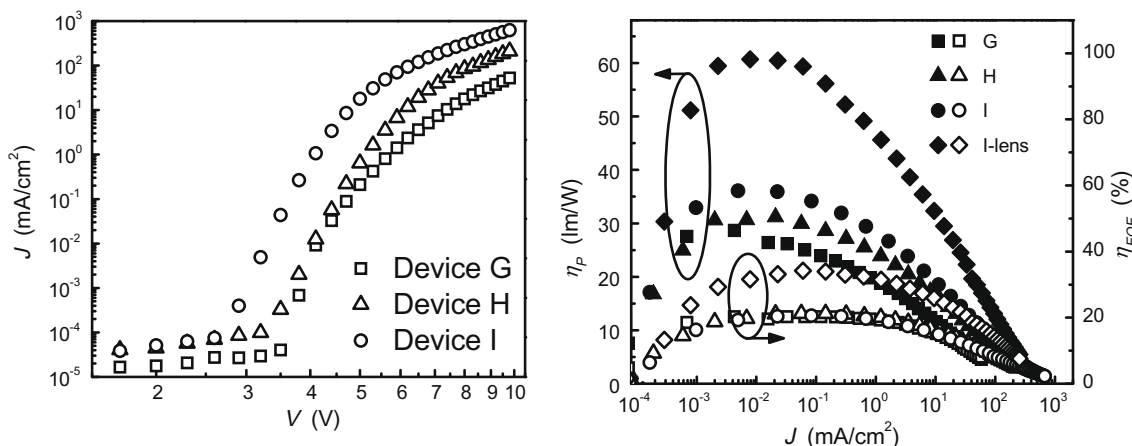 10³
10²
10¹
10⁰
10⁻¹
10⁻²
10⁻³
10⁻⁴
10⁻⁵
J (mA/cm²)
Device G
Device H
Device I
2 3 4 5 6 7 8 9 10
V (V)
60
50
40
30
20
10
0
η_P (lm/W)
G
H
I
I-lens
100
80
60
40
20
0
η_EQE (%)
10⁻⁴ 10⁻³ 10⁻² 10⁻¹ 10⁰ 10¹ 10² 10³
J (mA/cm²)